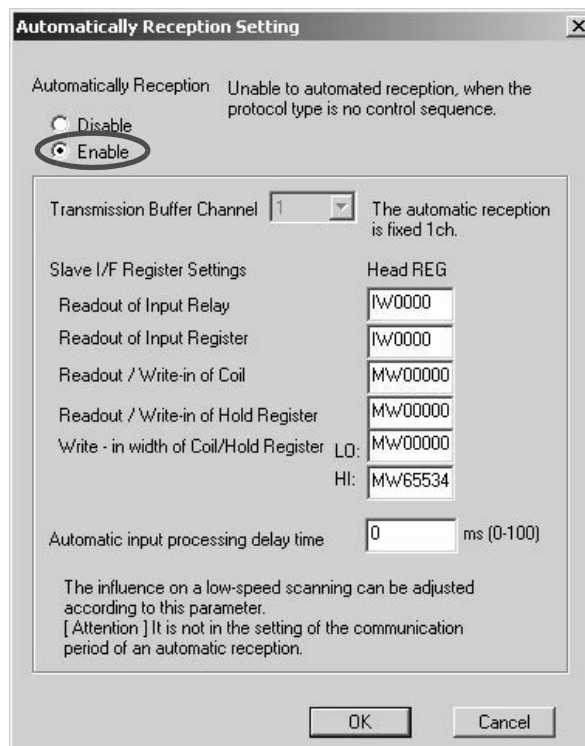 Automatically Reception Setting
Automatically Reception
Unable to automated reception, when the
protocol type is no control sequence.
Disable
Enable
Transmission Buffer Channel 1 The automatic reception
is fixed 1ch.
Slave I/F Register Settings Head REG
Readout of Input Relay IW0000
Readout of Input Register IW0000
Readout / Write-in of Coil MW00000
Readout / Write-in of Hold Register MW00000
Write - in width of Coil/Hold Register LO: MW00000
HI: MW65534
Automatic input processing delay time 0 ms (0-100)
The influence on a low-speed scanning can be adjusted
according to this parameter.
[ Attention ] It is not in the setting of the communication
period of an automatic reception.
OK Cancel